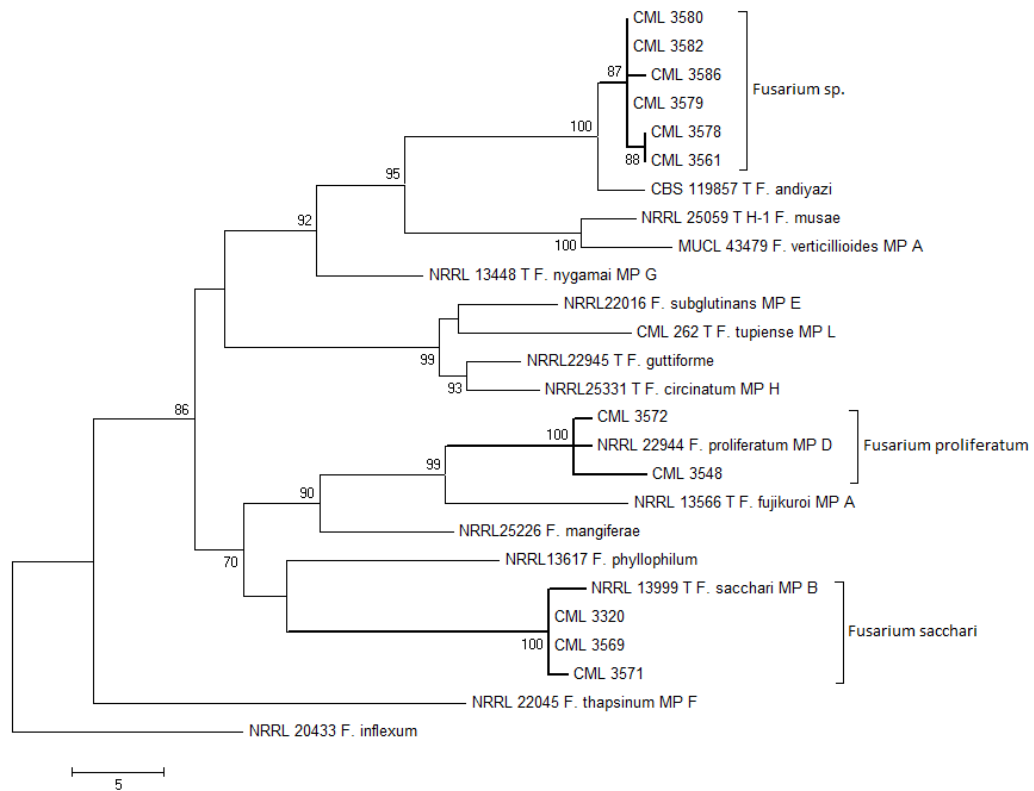 CML 3580
CML 3582
87
CML 3586
Fusarium sp.
CML 3579
100
CML 3578
88
CML 3561
95
CBS 119857 T F. andiyazi
92
NRRL 25059 T H-1 F. musae
100
MUCL 43479 F. verticillioides MP A
NRRL 13448 T F. nygamai MP G
NRRL22016 F. subglutinans MP E
CML 262 T F. tupiense MP L
99
NRRL22945 T F. guttiforme
93
NRRL25331 T F. circinatum MP H
86
CML 3572
100
NRRL 22944 F. proliferatum MP D
Fusarium proliferatum
99
CML 3548
90
NRRL 13566 T F. fujikuroi MP A
NRRL25226 F. mangiferae
70
NRRL13617 F. phyllophilum
NRRL 13999 T F. sacchari MP B
CML 3320
Fusarium sacchari
100
CML 3569
CML 3571
NRRL 22045 F. thapsinum MP F
NRRL 20433 F. inflexum
5